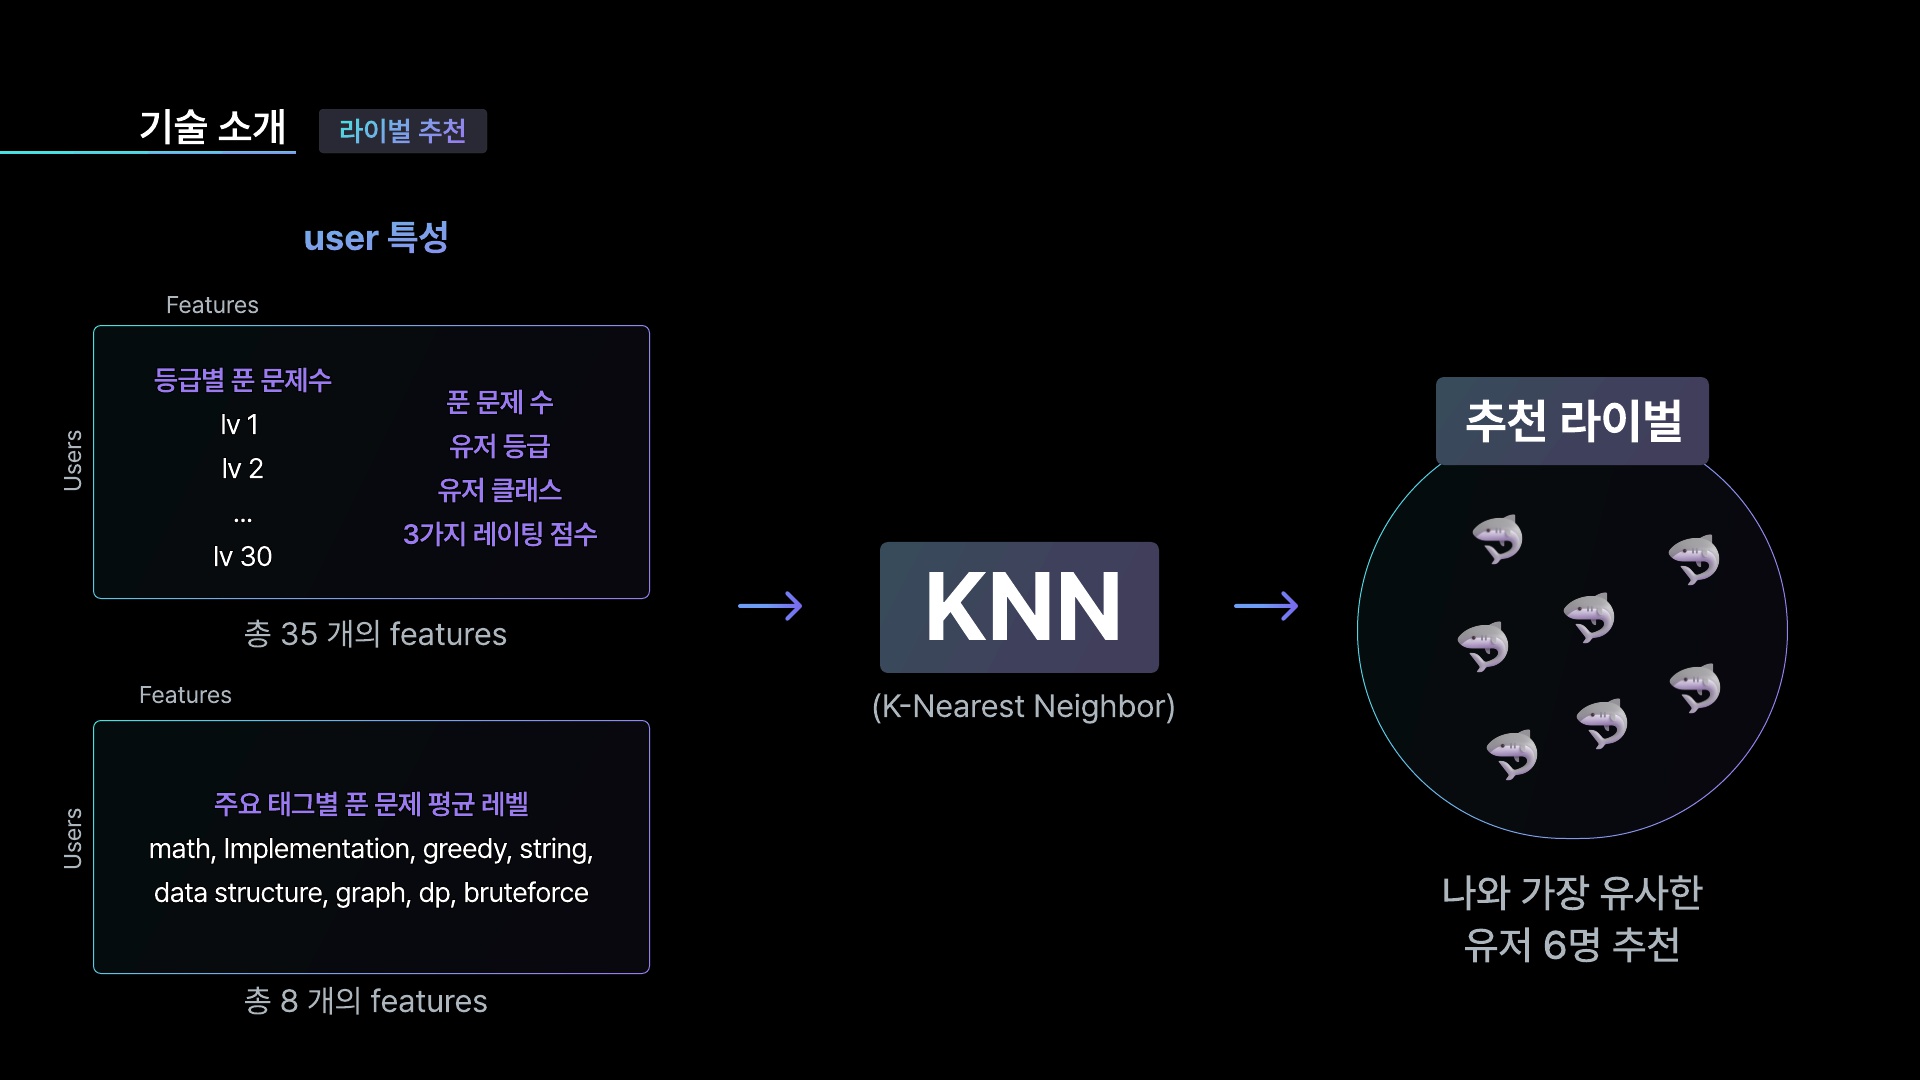 기술 소개
라이벌 추천
user 특성
Features
Users
등급별 푼 문제수
lv 1
lv 2
...
lv 30
푼 문제 수
유저 등급
유저 클래스
3가지 레이팅 점수
총 35 개의 features
Features
Users
주요 태그별 푼 문제 평균 레벨
math, Implementation, greedy, string,
data structure, graph, dp, bruteforce
총 8 개의 features
KNN
(K-Nearest Neighbor)
추천 라이벌
나와 가장 유사한
유저 6명 추천